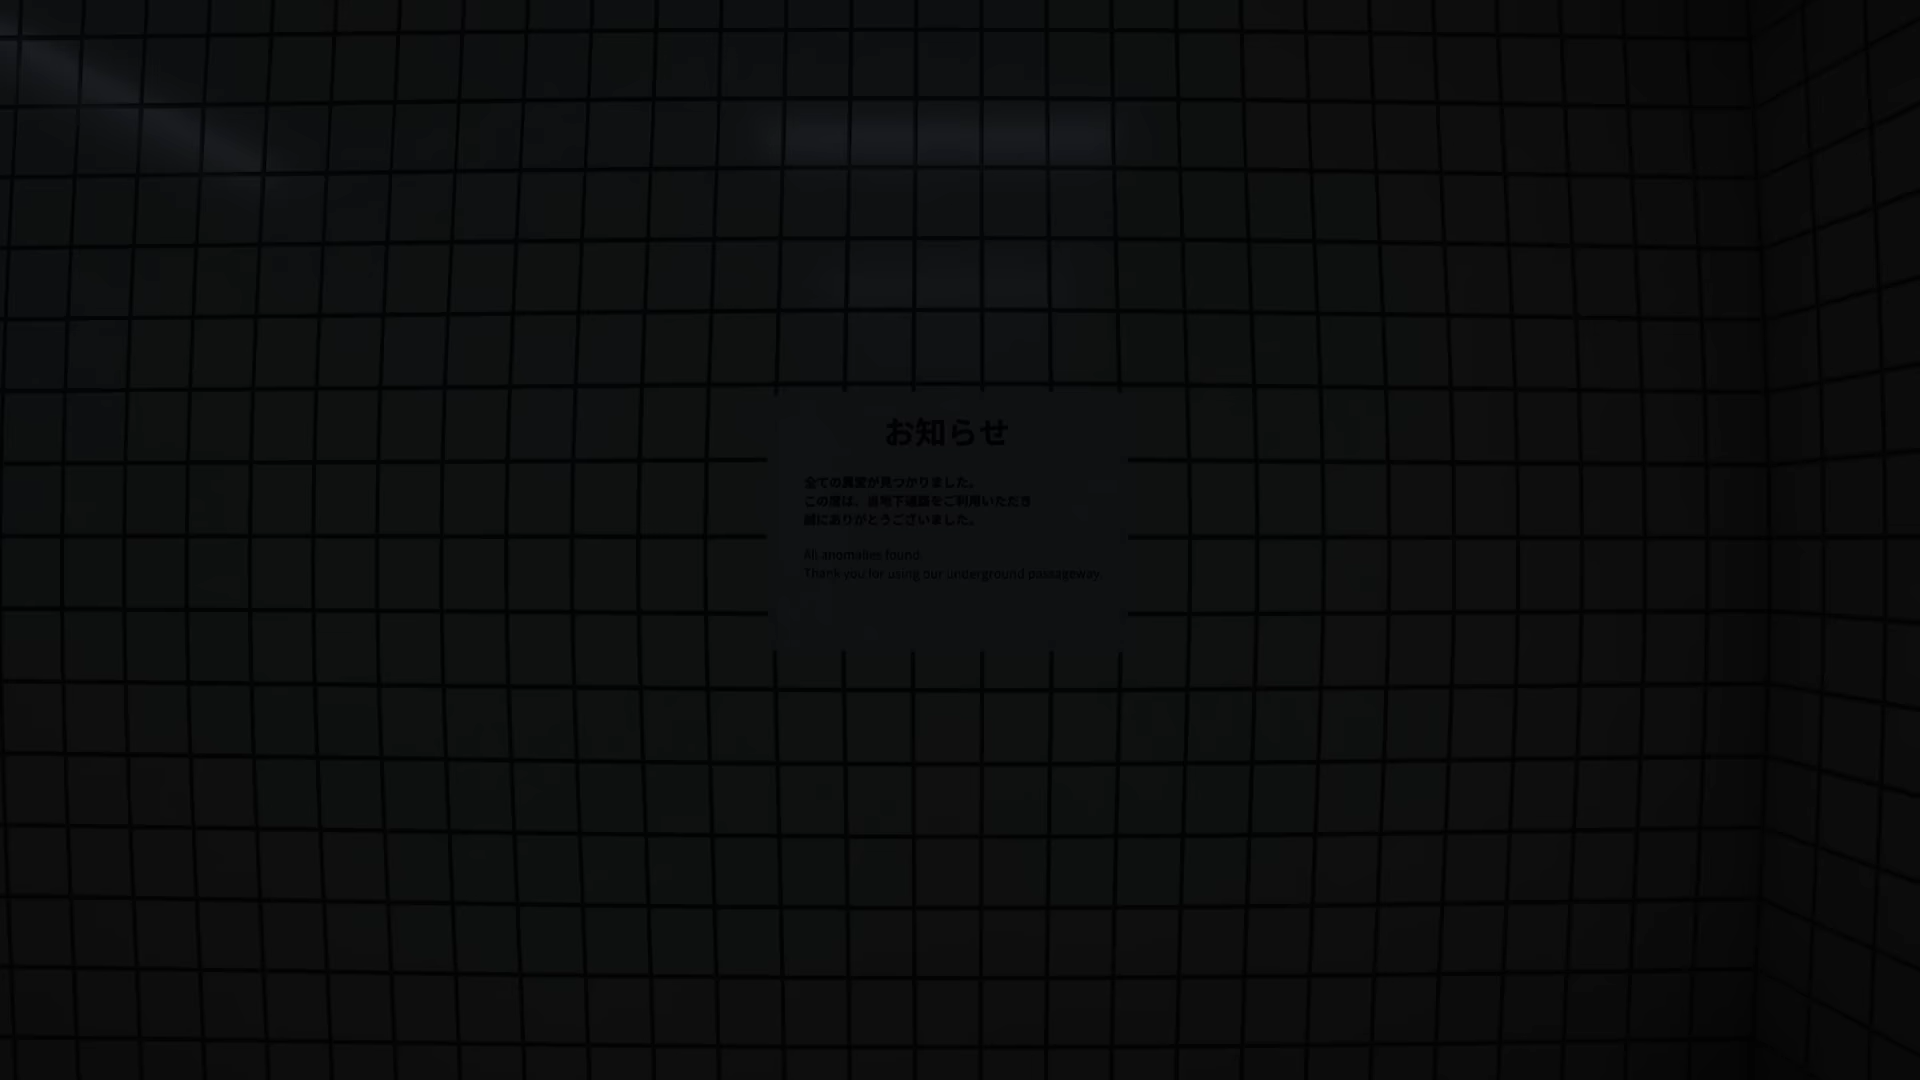 お知らせ
全ての異変が見つかりました。
この度は、当地下通路をご利用いただき
誠にありがとうございました。
All anomalies found.
Thank you for using our underground passageway.